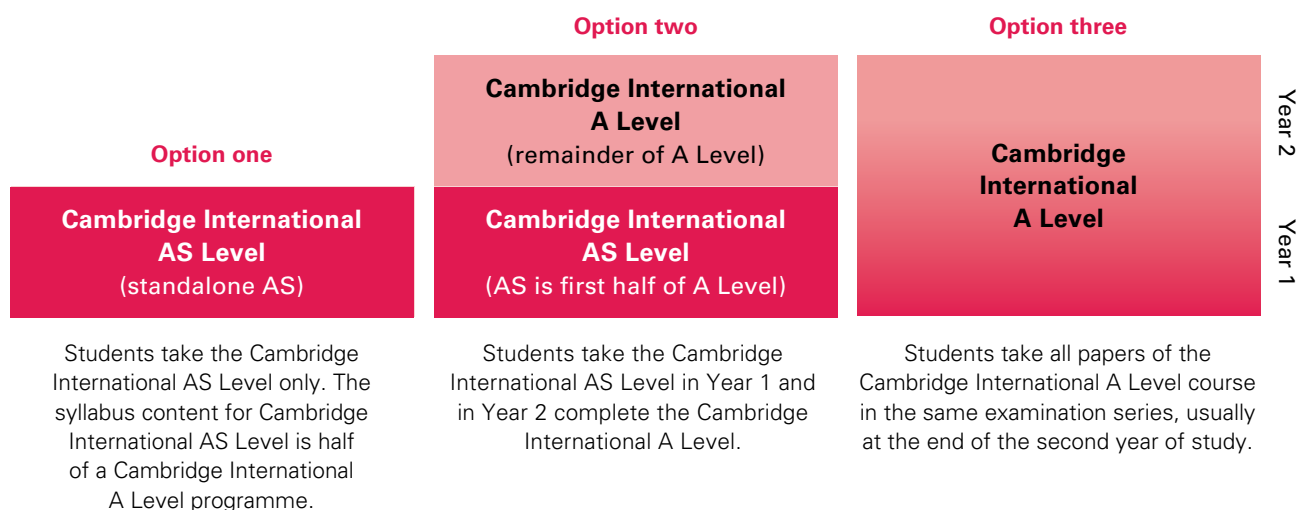 Option one
Cambridge International
AS Level
(standalone AS)
Students take the Cambridge
International AS Level only. The
syllabus content for Cambridge
International AS Level is half
of a Cambridge International
A Level programme.
Option two
Cambridge International
A Level
(remainder of A Level)
Cambridge International
AS Level
(AS is first half of A Level)
Students take the Cambridge
International AS Level in Year 1 and
in Year 2 complete the Cambridge
International A Level.
Option three
Cambridge
International
A Level
Students take all papers of the
Cambridge International A Level course
in the same examination series, usually
at the end of the second year of study.
Year 2
Year 1